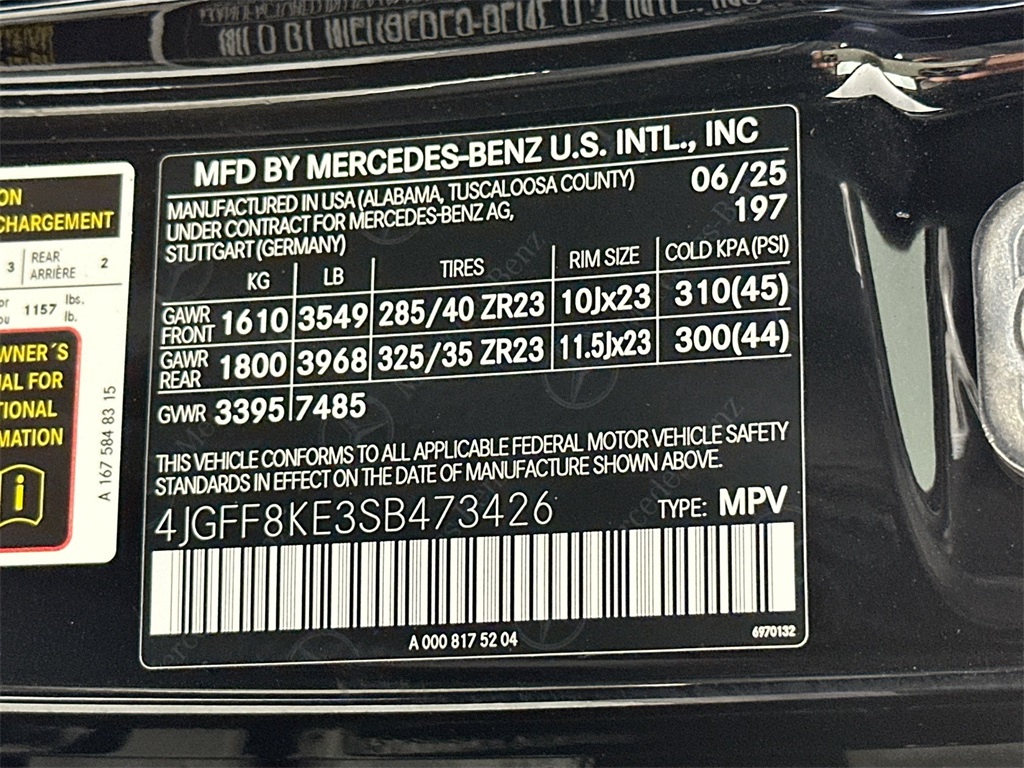 MFD BY MERCEDES-BENZ U.S. INTL., INC
MANUFACTURED IN USA (ALABAMA, TUSCALOOSA COUNTY) 06/25
UNDER CONTRACT FOR MERCEDES-BENZ AG, 197
STUTTGART (GERMANY)
KG LB TIRES RIM SIZE COLD KPA (PSI)
GAWR FRONT 1610 3549 285/40 ZR23 10Jx23 310(45)
GAWR REAR 1800 3968 325/35 ZR23 11.5Jx23 300(44)
GVWR 3395 7485
THIS VEHICLE CONFORMS TO ALL APPLICABLE FEDERAL MOTOR VEHICLE SAFETY
STANDARDS IN EFFECT ON THE DATE OF MANUFACTURE SHOWN ABOVE.
4JGFF8KE3SB473426 TYPE: MPV
A 000 817 52 04 6970132
ON
CHARGEMENT
3 REAR 2
ARRIÈRE
or 1157 lbs.
ou lb.
WNER´S
AL FOR
TIONAL
MATION
i
A 167 584 83 15